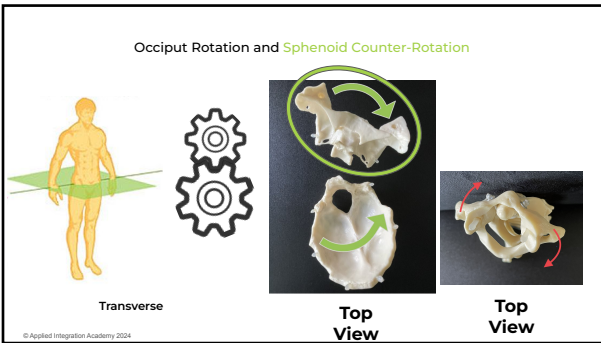 Occiput Rotation and Sphenoid Counter-Rotation
Transverse
Top
View
Top
View
© Applied Integration Academy 2024